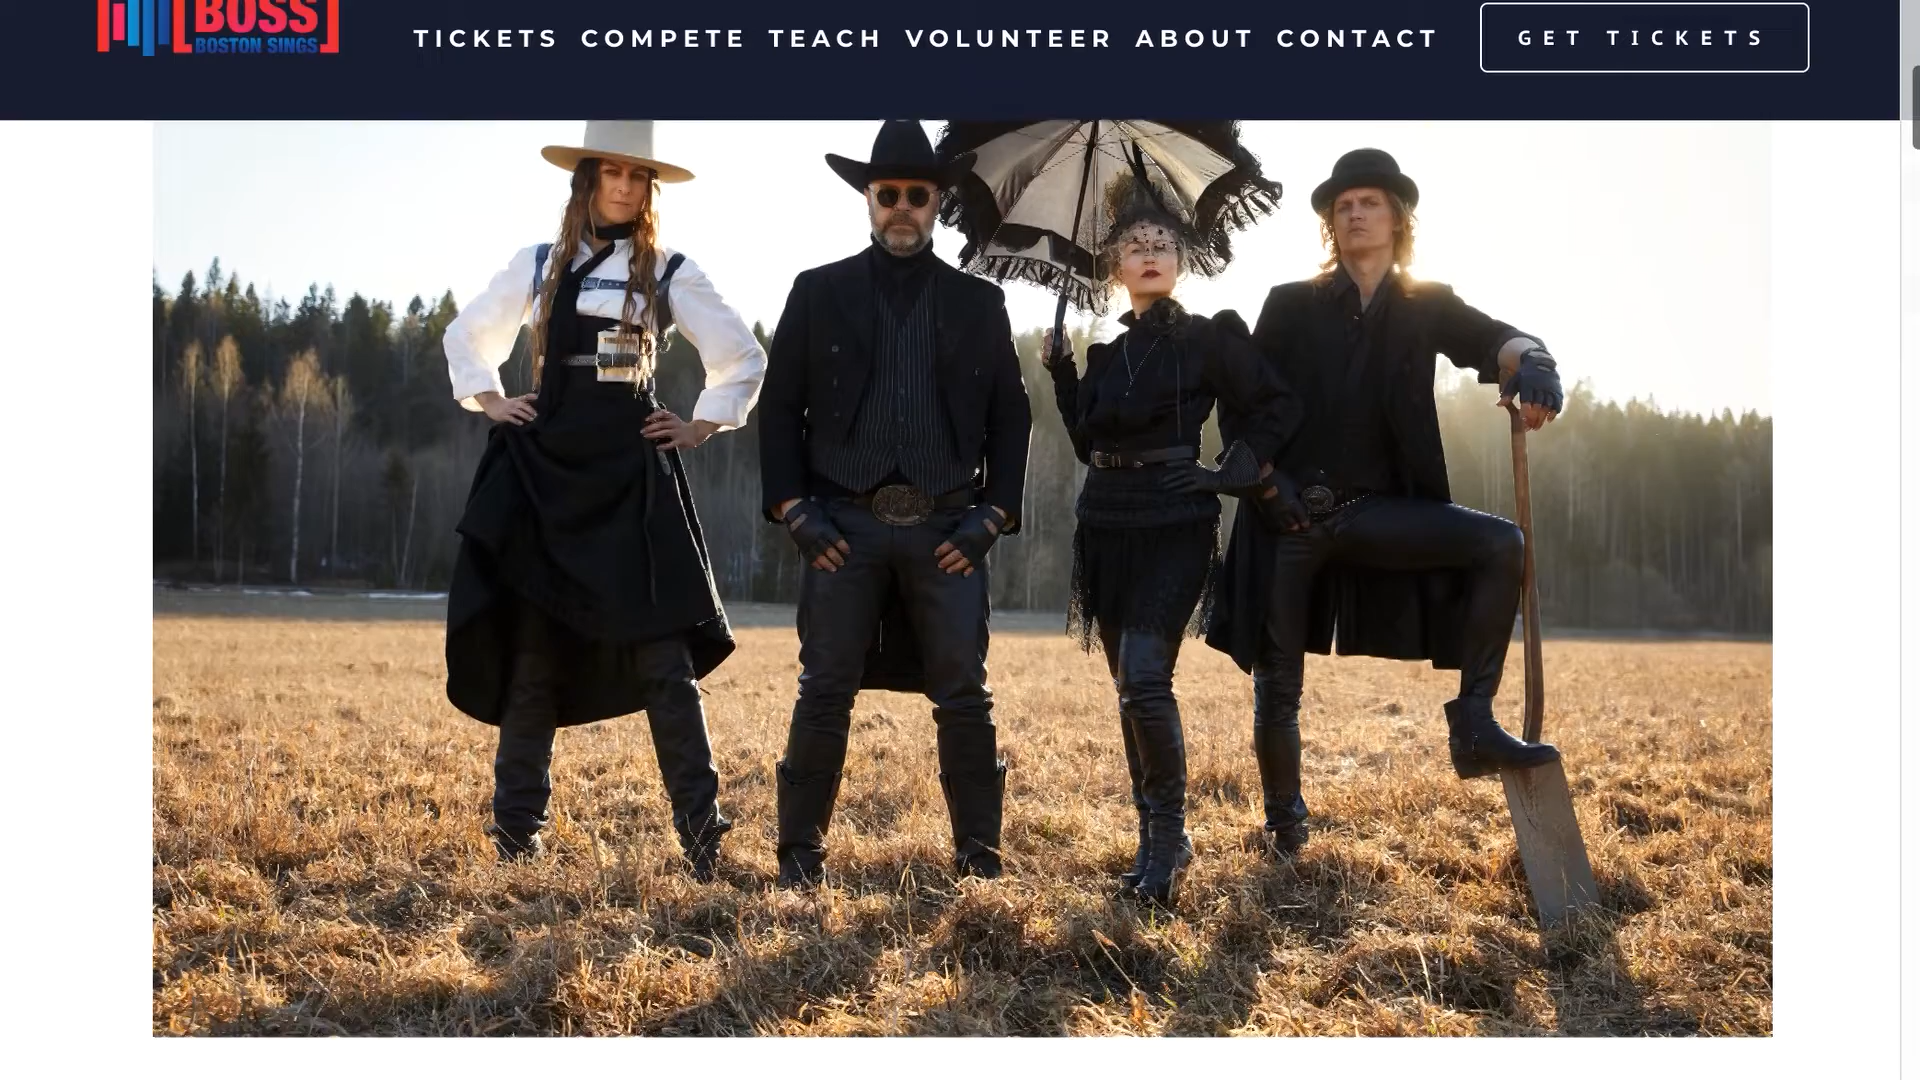 BOSS
BOSTON SINGS
TICKETS COMPETE TEACH VOLUNTEER ABOUT CONTACT
GET TICKETS